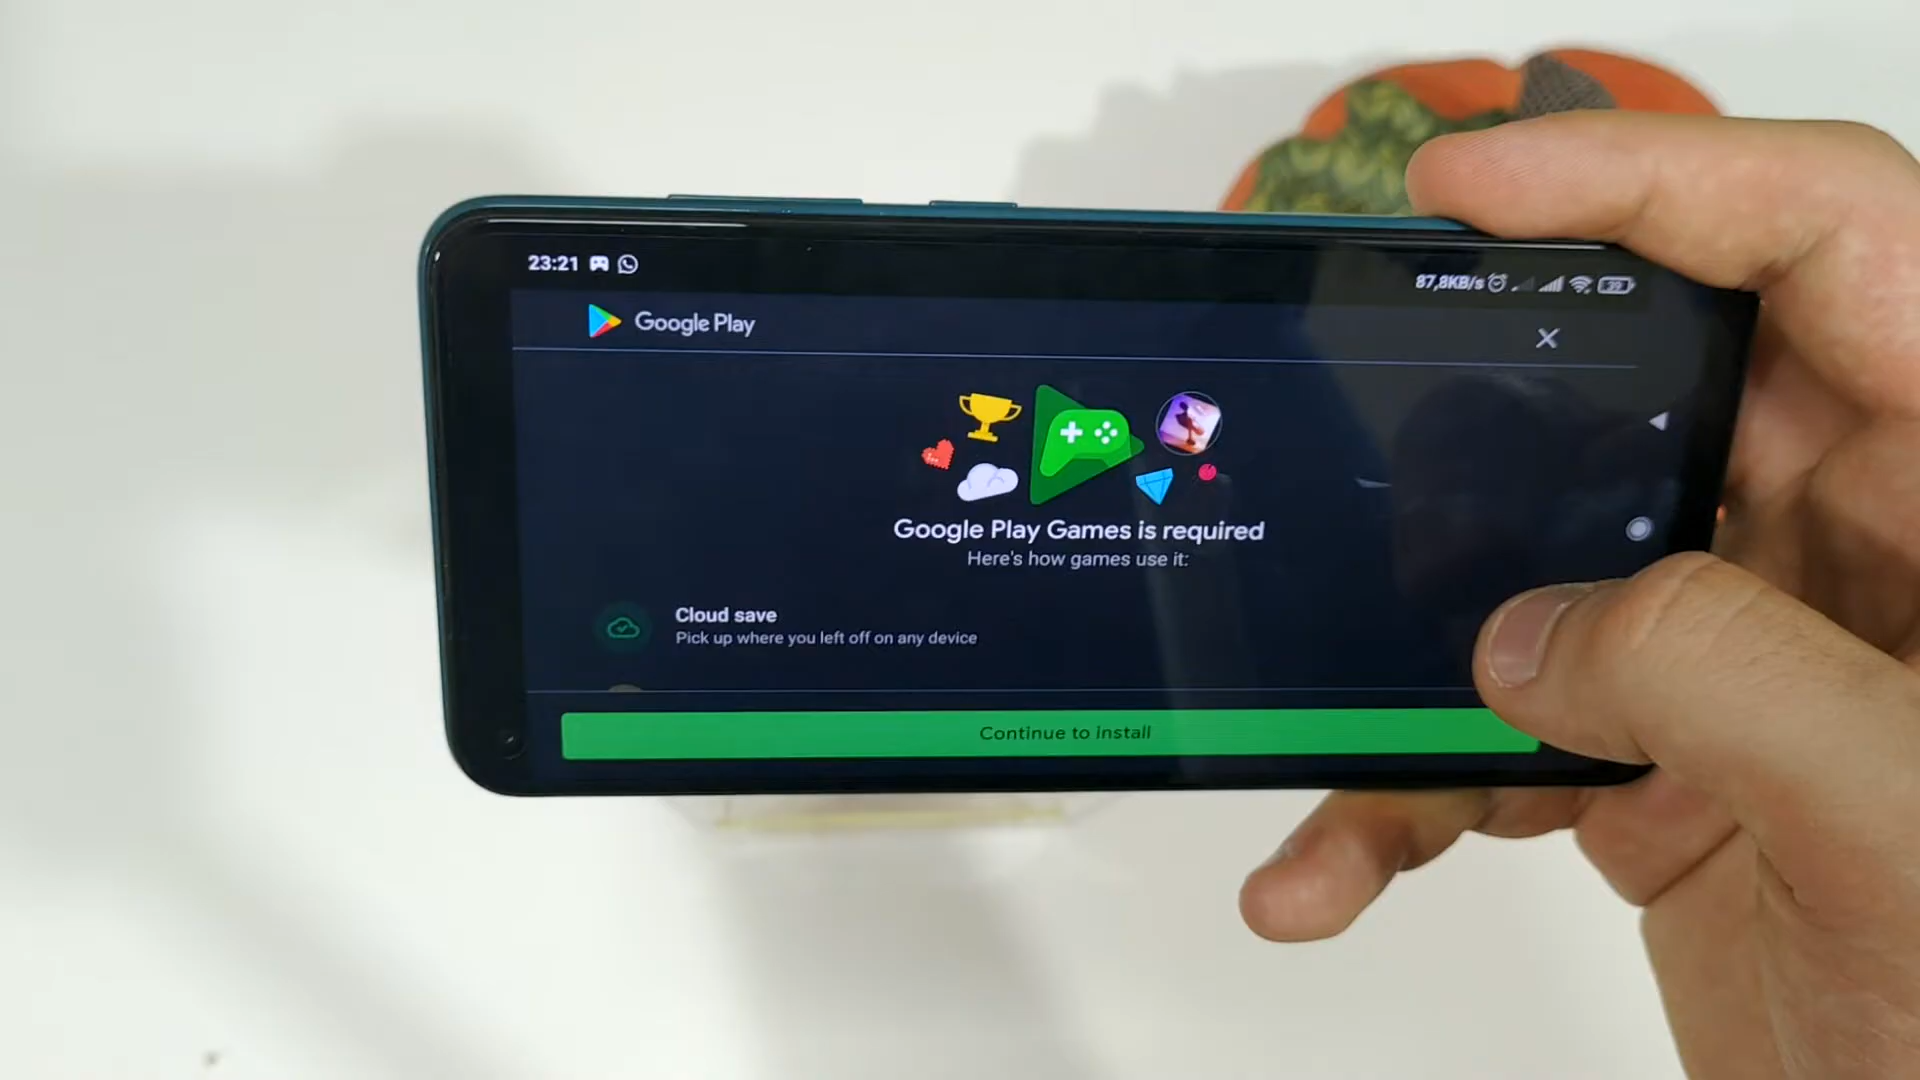 23:21
87,8KB/s
39
Google Play
Google Play Games is required
Here's how games use it:
Cloud save
Pick up where you left off on any device
Continue to install